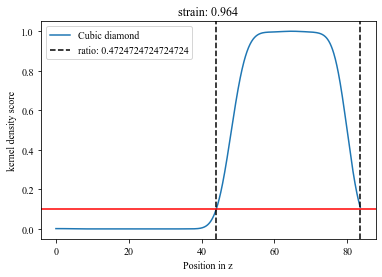 strain: 0.964
Cubic diamond
ratio: 0.4724724724724724
kernel density score
1.0
0.8
0.6
0.4
0.2
0.0
0 20 40 60 80
Position in z